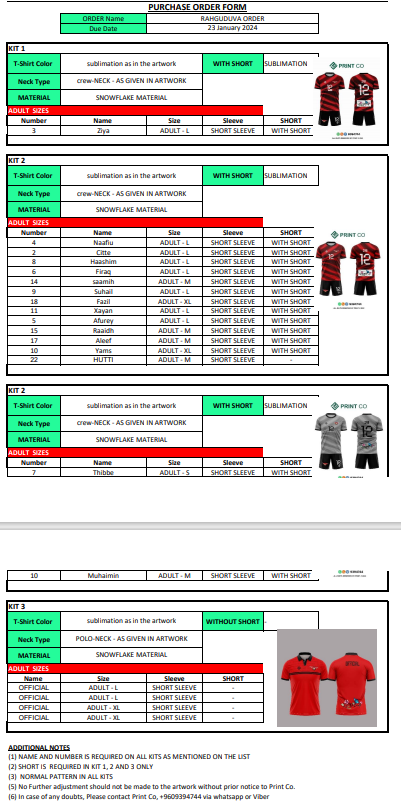 PURCHASE ORDER FORM
ORDER Name RAHGUDUVA ORDER
Due Date 23 January 2024
KIT 1
T-Shirt Color sublimation as in the artwork WITH SHORT SUBLIMATION
PRINT CO
Neck Type crew-NECK - AS GIVEN IN ARTWORK
MATERIAL SNOWFLAKE MATERIAL
ADULT SIZES
Number Name Size Sleeve SHORT
3 Ziya ADULT - L SHORT SLEEVE WITH SHORT
KIT 2
T-Shirt Color sublimation as in the artwork WITH SHORT SUBLIMATION
Neck Type crew-NECK - AS GIVEN IN ARTWORK
MATERIAL SNOWFLAKE MATERIAL
ADULT SIZES
Number Name Size Sleeve SHORT
PRINT CO
4 Naafiu ADULT - L SHORT SLEEVE WITH SHORT
2 Citte ADULT - L SHORT SLEEVE WITH SHORT
8 Haashim ADULT - L SHORT SLEEVE WITH SHORT
6 Firaq ADULT - L SHORT SLEEVE WITH SHORT
14 saamih ADULT - M SHORT SLEEVE WITH SHORT
9 Suhail ADULT - L SHORT SLEEVE WITH SHORT
18 Fazil ADULT - XL SHORT SLEEVE WITH SHORT
11 Xayan ADULT - L SHORT SLEEVE WITH SHORT
5 Afurey ADULT - L SHORT SLEEVE WITH SHORT
15 Raaidh ADULT - M SHORT SLEEVE WITH SHORT
17 Aleef ADULT - M SHORT SLEEVE WITH SHORT
10 Yams ADULT - XL SHORT SLEEVE WITH SHORT
22 HUTTI ADULT - M SHORT SLEEVE -
KIT 2
T-Shirt Color sublimation as in the artwork WITH SHORT SUBLIMATION
PRINT CO
Neck Type crew-NECK - AS GIVEN IN ARTWORK
MATERIAL SNOWFLAKE MATERIAL
ADULT SIZES
Number Name Size Sleeve SHORT
7 Thibbe ADULT - S SHORT SLEEVE WITH SHORT
10 Muhaimin ADULT - M SHORT SLEEVE WITH SHORT
KIT 3
T-Shirt Color sublimation as in the artwork WITHOUT SHORT -
Neck Type POLO-NECK - AS GIVEN IN ARTWORK
MATERIAL SNOWFLAKE MATERIAL
ADULT SIZES
Name Size Sleeve SHORT
OFFICIAL ADULT - L SHORT SLEEVE -
OFFICIAL ADULT - L SHORT SLEEVE -
OFFICIAL ADULT - XL SHORT SLEEVE -
OFFICIAL ADULT - XL SHORT SLEEVE -
ADDITIONAL NOTES
(1) NAME AND NUMBER IS REQUIRED ON ALL KITS AS MENTIONED ON THE LIST
(2) SHORT IS REQUIRED IN KIT 1, 2 AND 3 ONLY
(3) NORMAL PATTERN IN ALL KITS
(5) No Further adjustment should not be made to the artwork without prior notice to Print Co.
(6) In case of any doubts, Please contact Print Co, +9609394744 via whatsapp or Viber